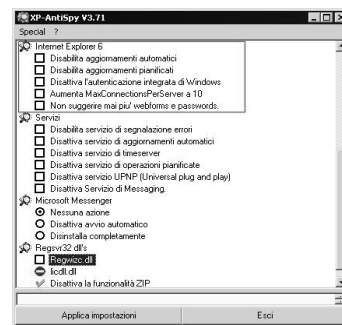 XP-AntiSpy V3.71
Special ?
Internet Explorer 6
Disabilita aggiornamenti automatici
Disabilita aggiornamenti pianificati
Disattiva l'autenticazione integrata di Windows
Aumenta MaxConnectionsPerServer a 10
Non suggerire mai piu' webforms e passwords.
Servizi
Disabilita servizio di segnalazione errori
Disattiva servizio di aggiornamenti automatici
Disattiva servizio di timeserver
Disattiva servizio di operazioni pianificate
Disattiva servizio UPNP (Universal plug and play)
Disattiva Servizio di Messaging.
Microsoft Messenger
Nessuna azione
Disattiva avvio automatico
Disinstalla completamente
Regsvr32 dll's
Regwizc.dll
licdll.dll
Disattiva la funzionalità ZIP
Applica impostazioni Esci